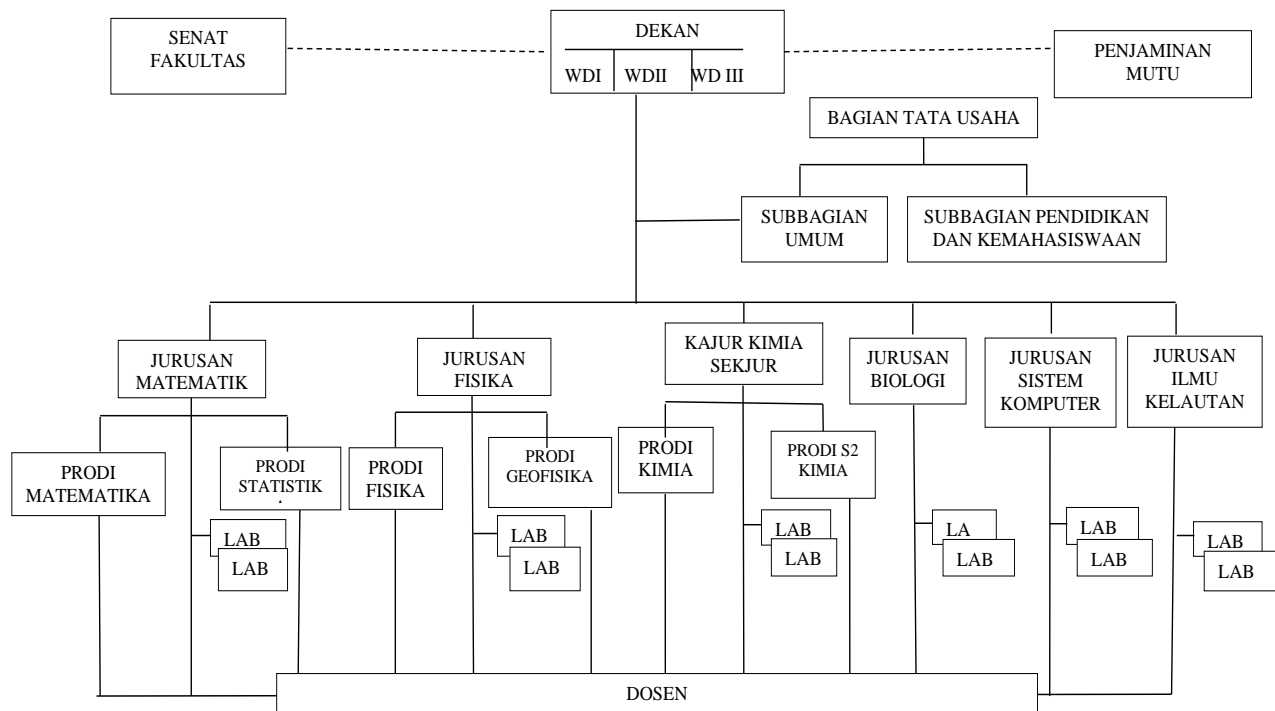 SENAT
FAKULTAS
DEKAN
WDI WDII WD III
PENJAMINAN
MUTU
BAGIAN TATA USAHA
SUBBAGIAN
UMUM
SUBBAGIAN PENDIDIKAN
DAN KEMAHASISWAAN
JURUSAN
MATEMATIK
JURUSAN
FISIKA
KAJUR KIMIA
SEKJUR
JURUSAN
BIOLOGI
JURUSAN
SISTEM
KOMPUTER
JURUSAN
ILMU
KELAUTAN
PRODI
MATEMATIKA
PRODI
STATISTIK
PRODI
FISIKA
PRODI
GEOFISIKA
PRODI
KIMIA
PRODI S2
KIMIA
LAB
LAB
LAB
LAB
LAB
LAB
LA
LAB
LAB
LAB
LAB
LAB
DOSEN